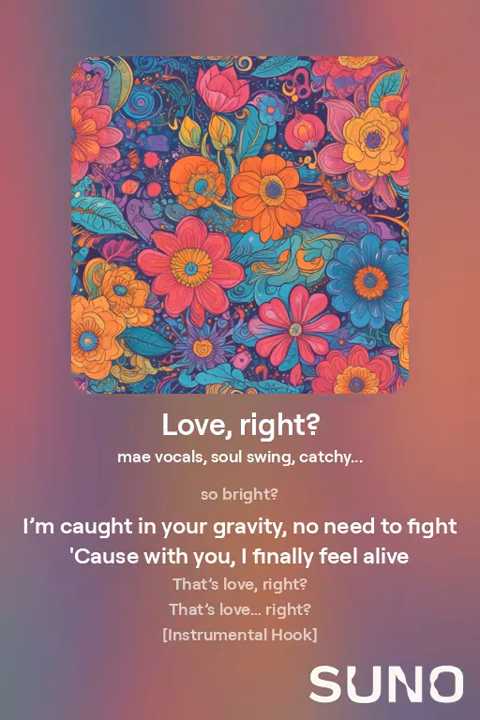 Love, right?
mae vocals, soul swing, catchy...
so bright?
I’m caught in your gravity, no need to fight
'Cause with you, I finally feel alive
That’s love, right?
That’s love... right?
[Instrumental Hook]
SUNO